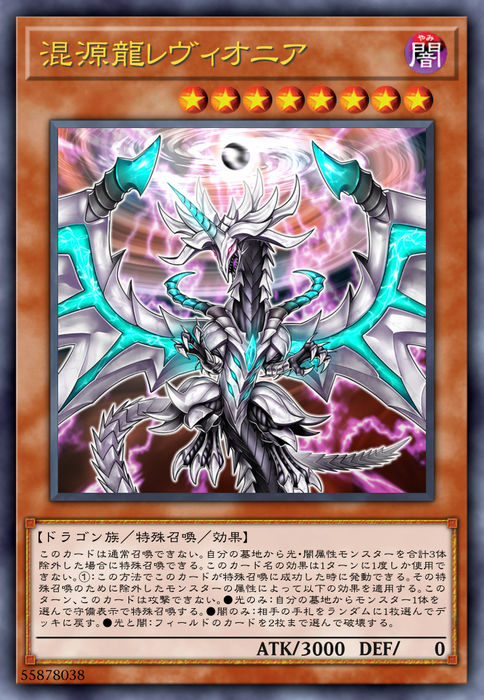 混源龍レヴィオニア
やみ
闇
【ドラゴン族／特殊召喚／効果】
このカードは通常召喚できない。自分の墓地から光・闇属性モンスターを合計3体
除外した場合に特殊召喚できる。このカード名の効果は1ターンに1度しか使用
できない。①：この方法でこのカードが特殊召喚に成功した時に発動できる。その特
殊召喚のために除外したモンスターの属性によって以下の効果を適用する。この
ターン、このカードは攻撃できない。●光のみ：自分の墓地からモンスター1体を
選んで守備表示で特殊召喚する。●闇のみ：相手の手札をランダムに1枚選んでデ
ッキに戻す。●光と闇：フィールドのカードを2枚まで選んで破壊する。
ATK/3000 DEF/ 0
55878038